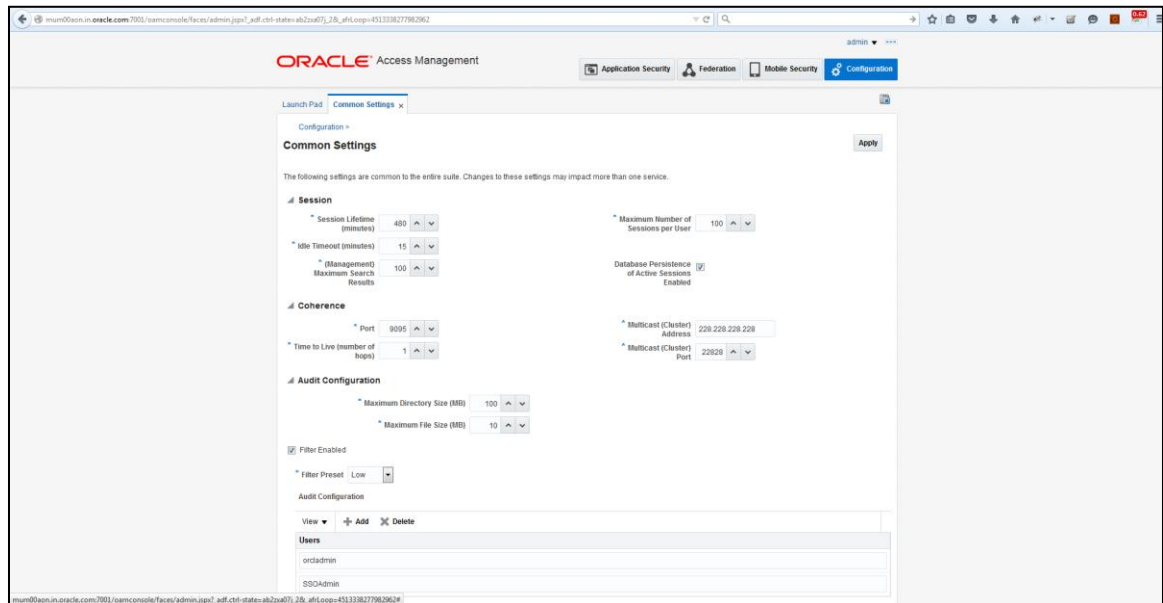 mum00aon.in.oracle.com:7001/oamconsole/faces/admin.jspx?_adf.ctrl-state=ab2zxa07j_2&_afrLoop=4513338277982962
0.62
admin
ORACLE Access Management
Application Security Federation Mobile Security Configuration
Launch Pad Common Settings x
Configuration >
Common Settings Apply
The following settings are common to the entire suite. Changes to these settings may impact more than one service.
Session
* Session Lifetime (minutes) 480
* Maximum Number of Sessions per User 100
* Idle Timeout (minutes) 15
* (Management) Maximum Search Results 100
Database Persistence of Active Sessions Enabled
Coherence
* Port 9095
* Multicast (Cluster) Address 228.228.228.228
* Time to Live (number of hops) 1
* Multicast (Cluster) Port 22828
Audit Configuration
* Maximum Directory Size (MB) 100
* Maximum File Size (MB) 10
Filter Enabled
* Filter Preset Low
Audit Configuration
View Add Delete
Users
orcladmin
SSOAdmin
mum00aon.in.oracle.com:7001/oamconsole/faces/admin.jspx?_adf.ctrl-state=ab2zxa07j_2&_afrLoop=4513338277982962#